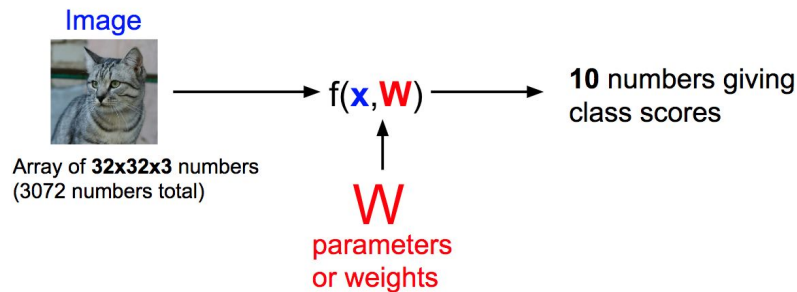 Image
Array of 32x32x3 numbers
(3072 numbers total)
f(x,W)
W
parameters
or weights
10 numbers giving
class scores